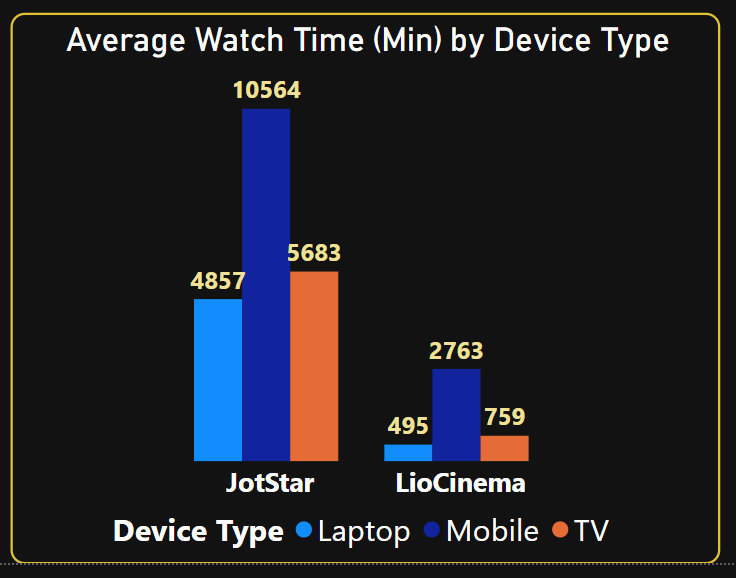 Average Watch Time (Min) by Device Type
10564
5683
4857
2763
759
495
JotStar LioCinema
Device Type Laptop Mobile TV